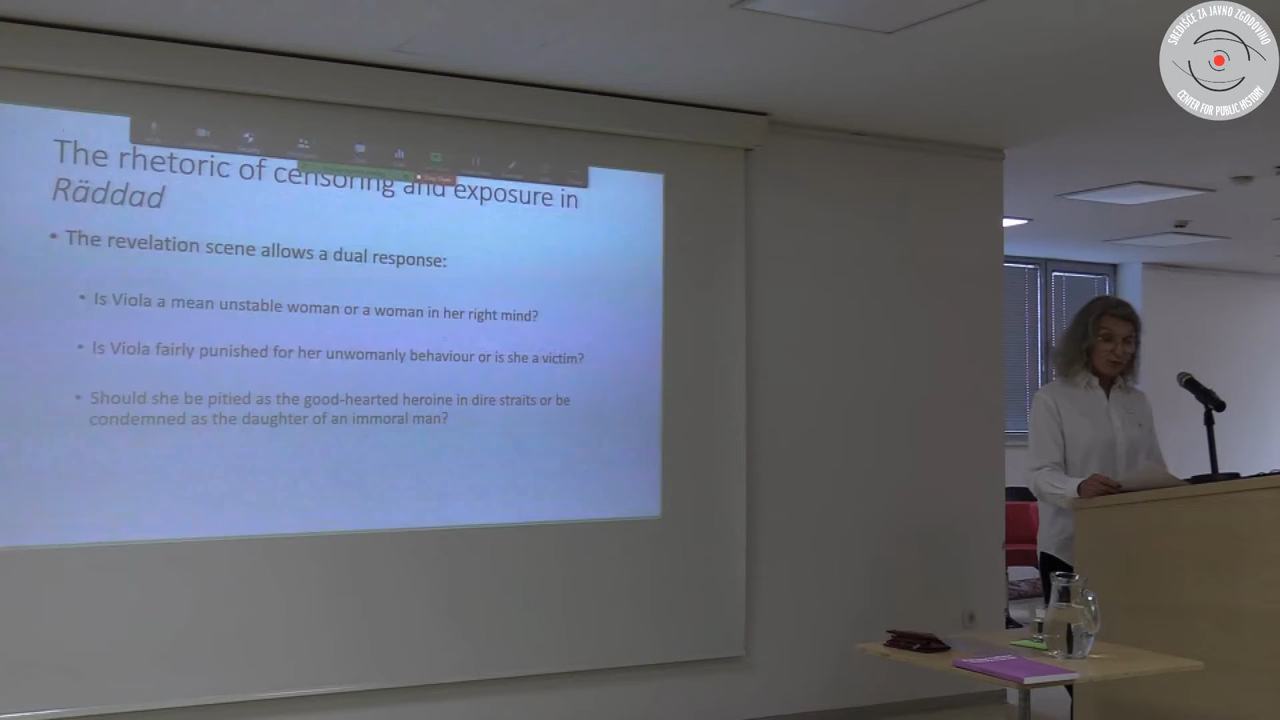 SREDIŠČE ZA JAVNO ZGODOVINO
CENTER FOR PUBLIC HISTORY
The rhetoric of censoring and exposure in
Räddad
• The revelation scene allows a dual response:
• Is Viola a mean unstable woman or a woman in her right mind?
• Is Viola fairly punished for her unwomanly behaviour or is she a victim?
• Should she be pitied as the good-hearted heroine in dire straits or be
condemned as the daughter of an immoral man?